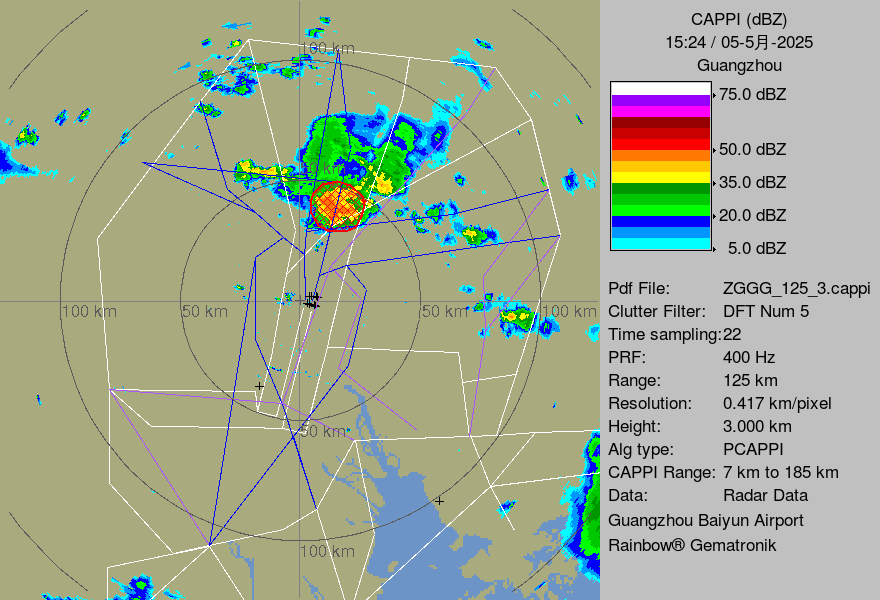 CAPPI (dBZ)
15:24 / 05-5月-2025
Guangzhou
75.0 dBZ
50.0 dBZ
35.0 dBZ
20.0 dBZ
5.0 dBZ
Pdf File: ZGGG_125_3.cappi
Clutter Filter: DFT Num 5
Time sampling:22
PRF: 400 Hz
Range: 125 km
Resolution: 0.417 km/pixel
Height: 3.000 km
Alg type: PCAPPI
CAPPI Range: 7 km to 185 km
Data: Radar Data
Guangzhou Baiyun Airport
Rainbow® Gematronik
100 km
100 km
50 km
50 km
100 km
50 km
100 km